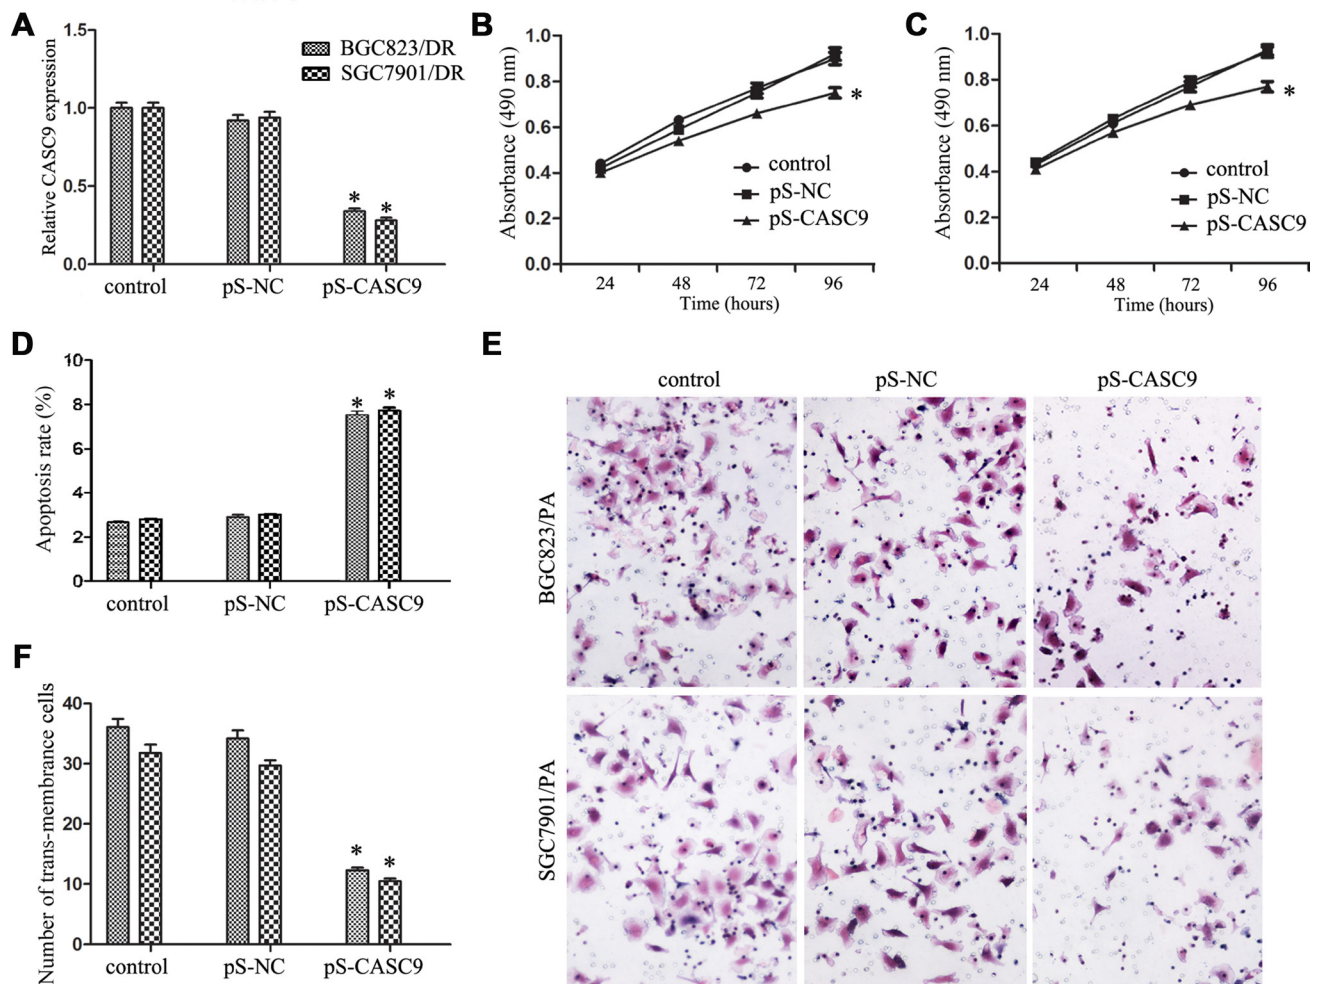 A
Relative CASC9 expression
1.5
1.0
0.5
0.0
BGC823/DR
SGC7901/DR
* *
control pS-NC pS-CASC9
B
Absorbance (490 nm)
1.0
0.8
0.6
0.4
0.2
0.0
*
control
pS-NC
pS-CASC9
24 48 72 96
Time (hours)
C
Absorbance (490 nm)
1.0
0.8
0.6
0.4
0.2
0.0
*
control
pS-NC
pS-CASC9
24 48 72 96
Time (hours)
D
Apoptosis rate (%)
10
8
6
4
2
0
* *
control pS-NC pS-CASC9
E
control pS-NC pS-CASC9
BGC823/PA
SGC7901/PA
F
Number of trans-membrance cells
40
30
20
10
0
* *
control pS-NC pS-CASC9